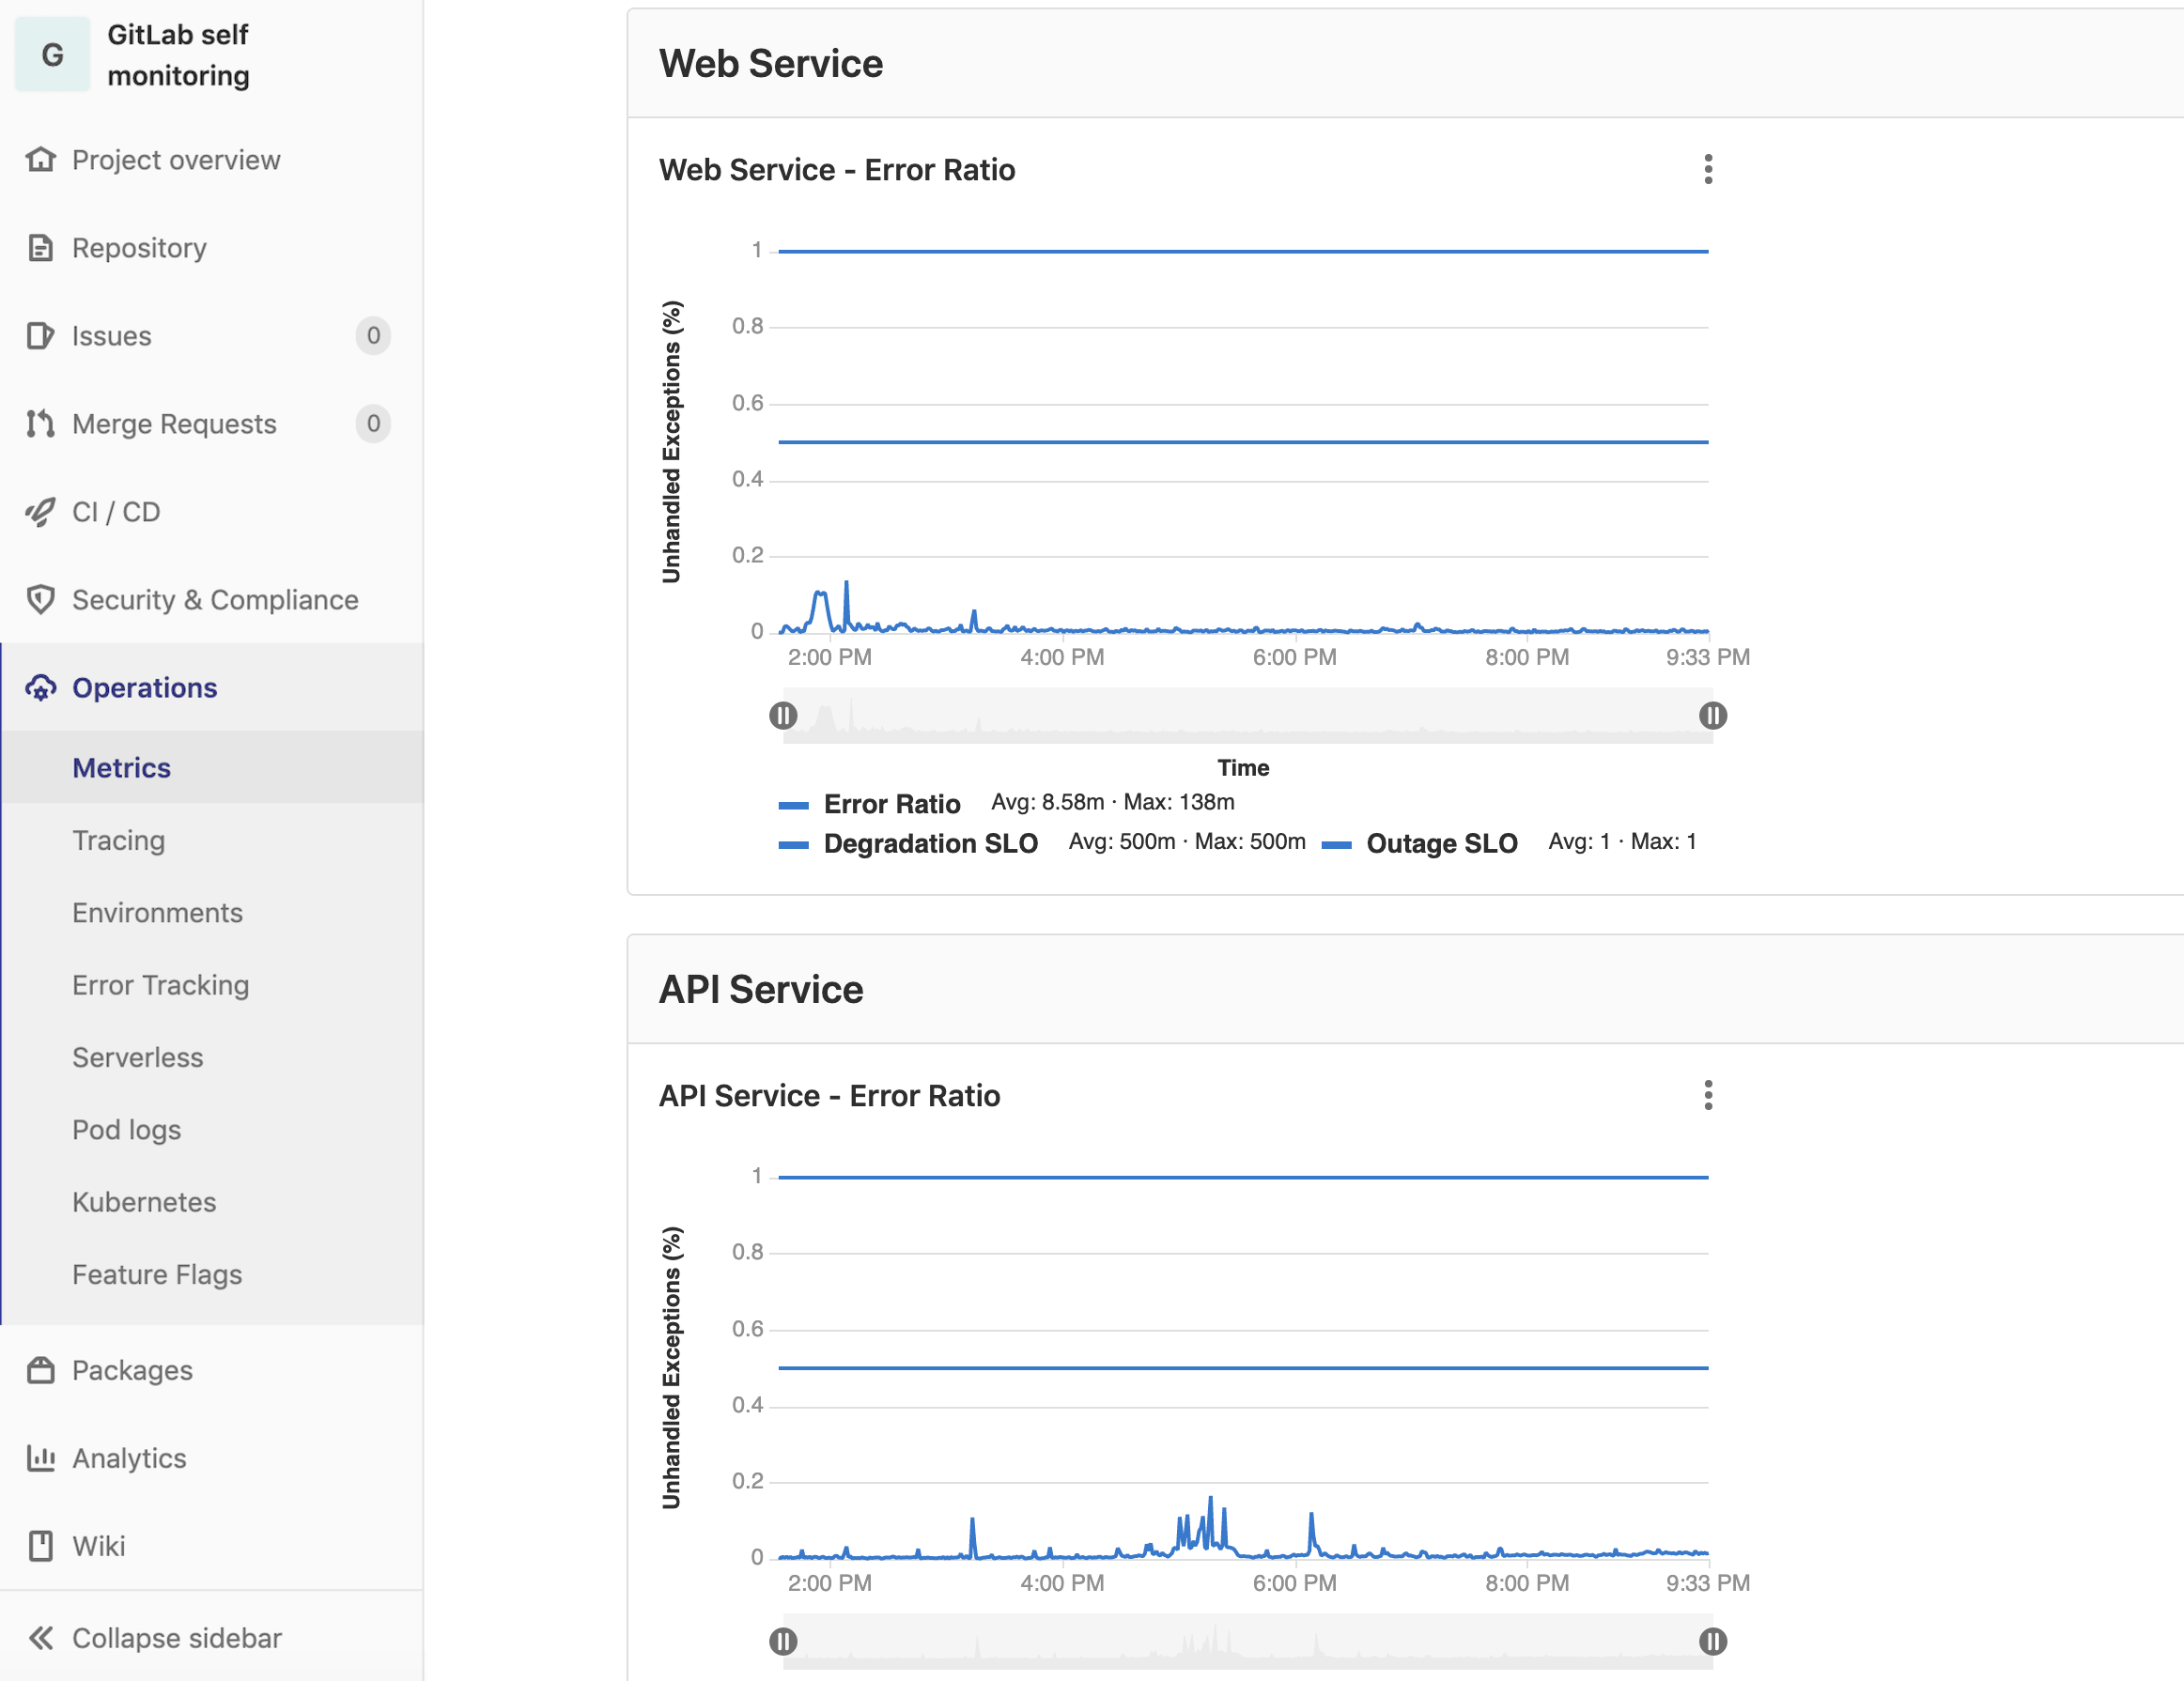 G
GitLab self
monitoring
Project overview
Repository
Issues 0
Merge Requests 0
CI / CD
Security & Compliance
Operations
Metrics
Tracing
Environments
Error Tracking
Serverless
Pod logs
Kubernetes
Feature Flags
Packages
Analytics
Wiki
Collapse sidebar
Web Service
Web Service - Error Ratio
Unhandled Exceptions (%)
1
0.8
0.6
0.4
0.2
0
2:00 PM 4:00 PM 6:00 PM 8:00 PM 9:33 PM
Time
Error Ratio Avg: 8.58m · Max: 138m
Degradation SLO Avg: 500m · Max: 500m Outage SLO Avg: 1 · Max: 1
API Service
API Service - Error Ratio
Unhandled Exceptions (%)
1
0.8
0.6
0.4
0.2
0
2:00 PM 4:00 PM 6:00 PM 8:00 PM 9:33 PM